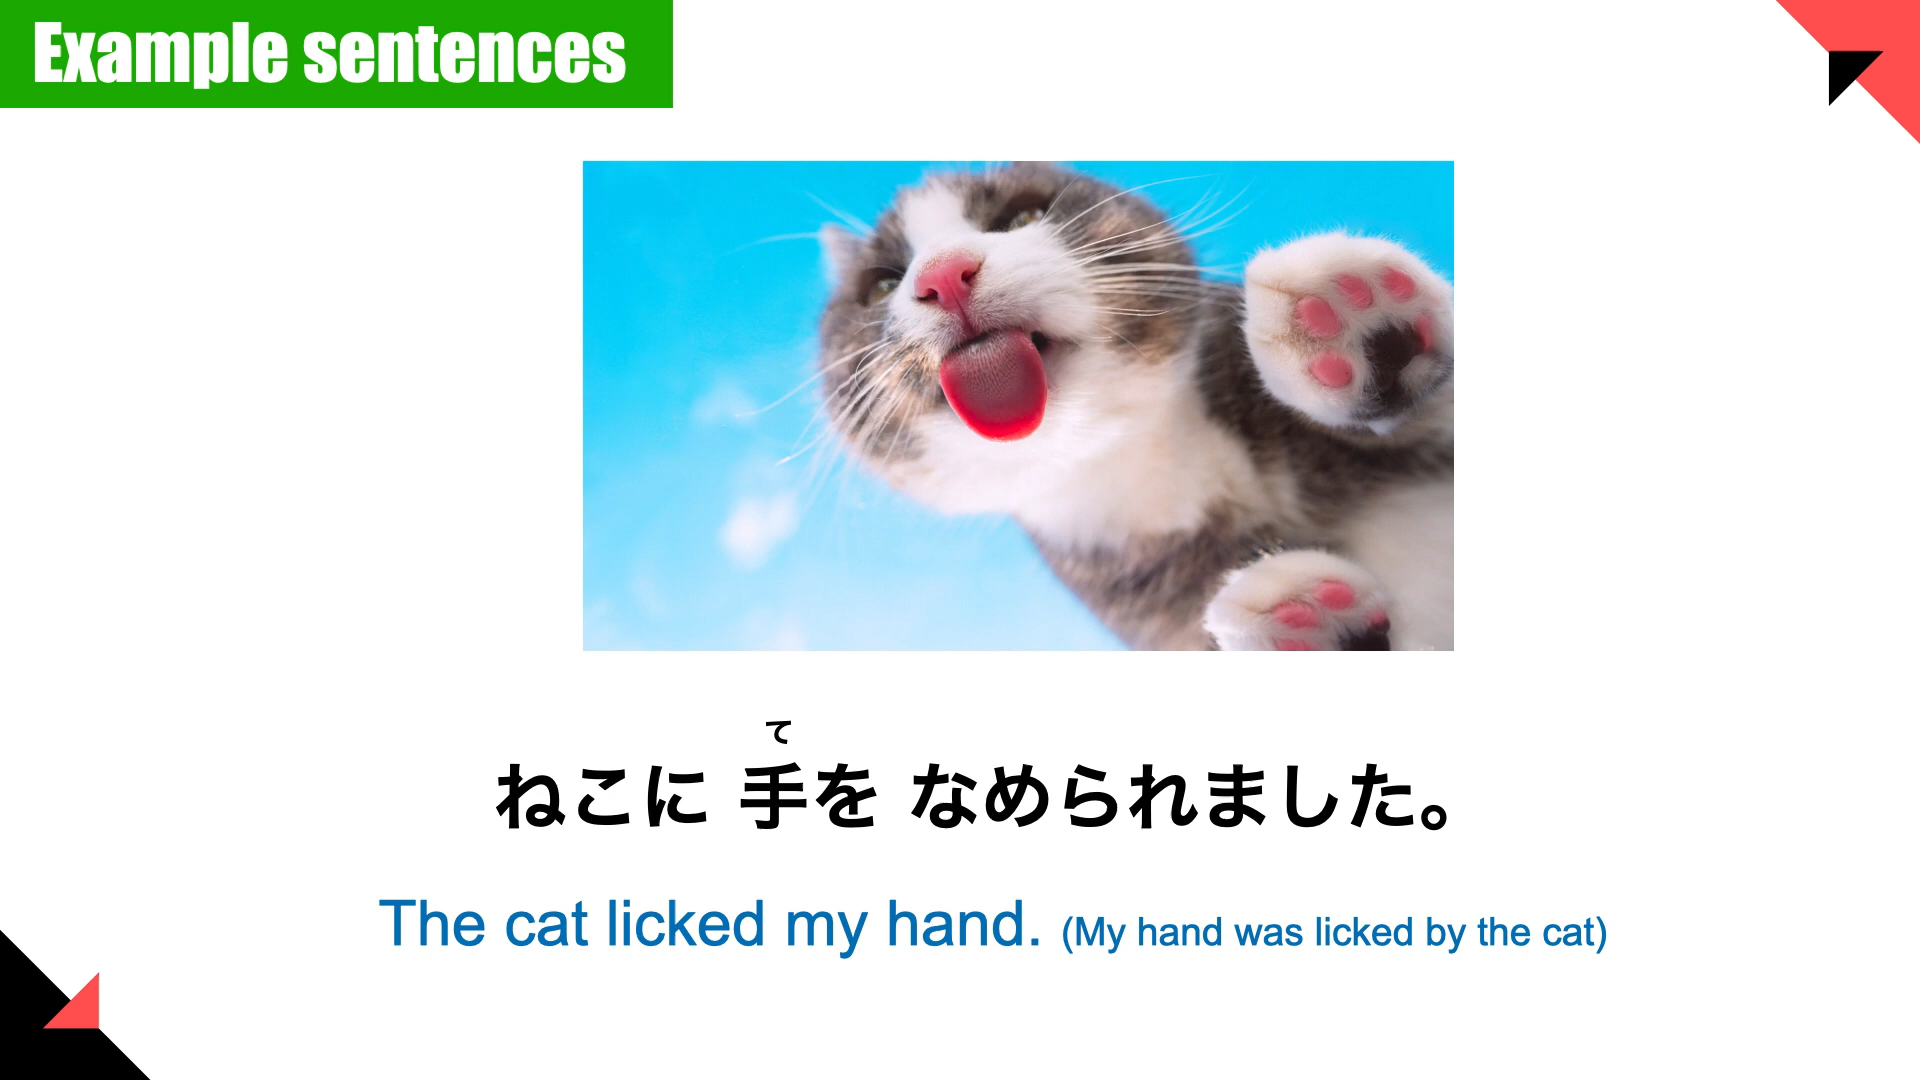 Example sentences
て
ねこに 手を なめられました。
The cat licked my hand. (My hand was licked by the cat)